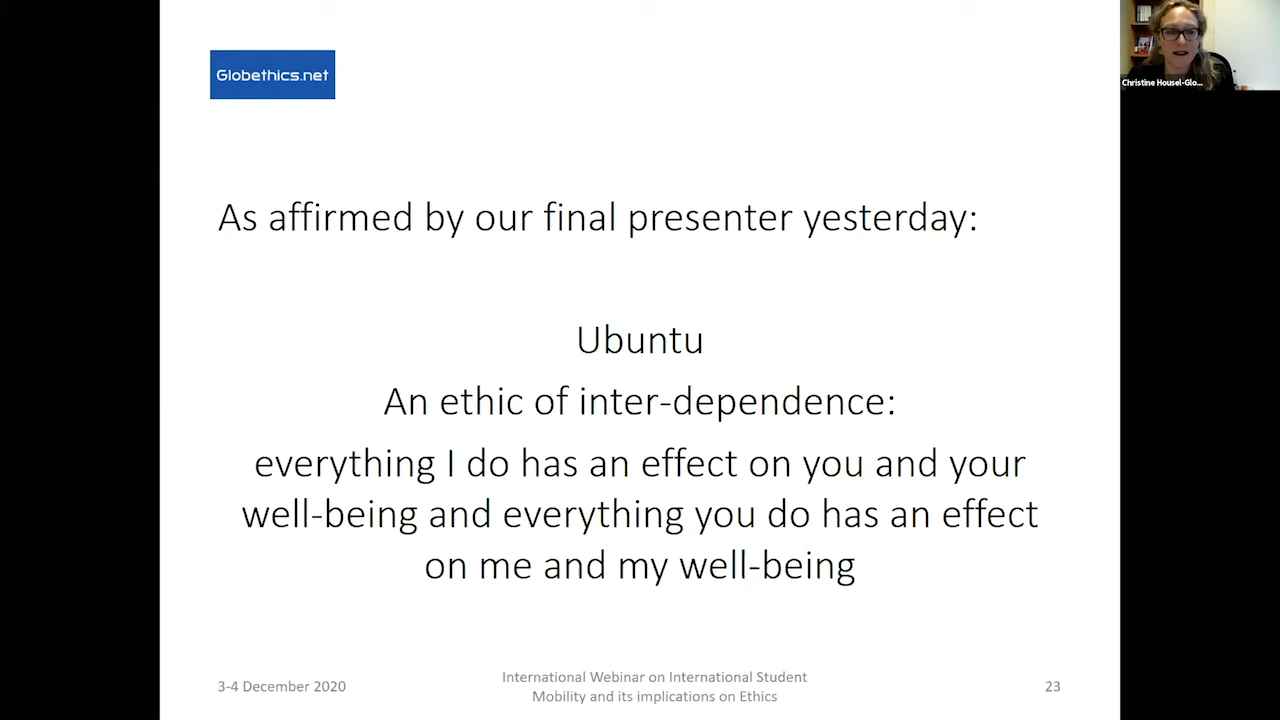 Globethics.net
Christine Housel-Glo...
As affirmed by our final presenter yesterday:
Ubuntu
An ethic of inter-dependence:
everything I do has an effect on you and your
well-being and everything you do has an effect
on me and my well-being
3-4 December 2020
International Webinar on International Student
Mobility and its implications on Ethics
23